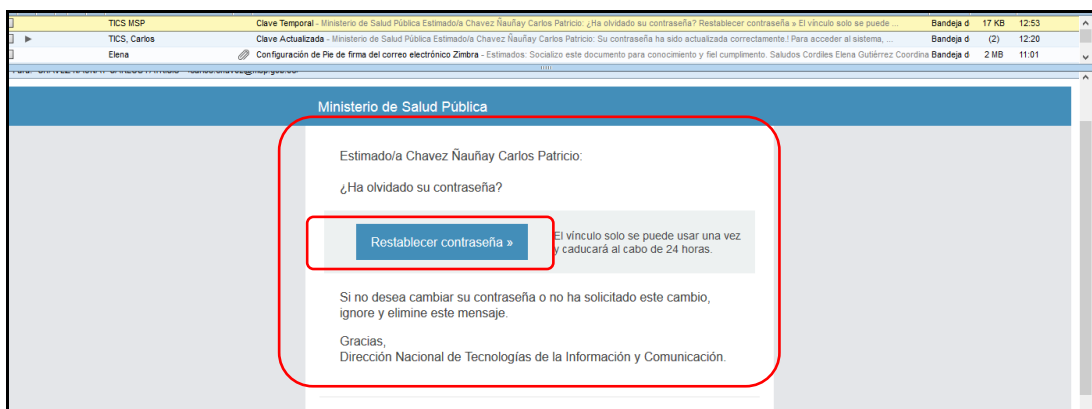 TICS MSP Clave Temporal - Ministerio de Salud Pública Estimado/a Chavez Ñauñay Carlos Patricio: ¿Ha olvidado su contraseña? Restablecer contraseña » El vínculo solo se puede ... Bandeja d 17 KB 12:53
TICS, Carlos Clave Actualizada - Ministerio de Salud Pública Estimado/a Chavez Ñauñay Carlos Patricio: Su contraseña ha sido actualizada correctamente.! Para acceder al sistema, ... Bandeja d (2) 12:20
Elena Configuración de Pie de firma del correo electrónico Zimbra - Estimados: Socializo este documento para conocimiento y fiel cumplimento. Saludos Cordiles Elena Gutiérrez Coordina Bandeja d 2 MB 11:01
Ministerio de Salud Pública
Estimado/a Chavez Ñauñay Carlos Patricio:
¿Ha olvidado su contraseña?
Restablecer contraseña »
El vínculo solo se puede usar una vez
y caducará al cabo de 24 horas.
Si no desea cambiar su contraseña o no ha solicitado este cambio,
ignore y elimine este mensaje.
Gracias,
Dirección Nacional de Tecnologías de la Información y Comunicación.